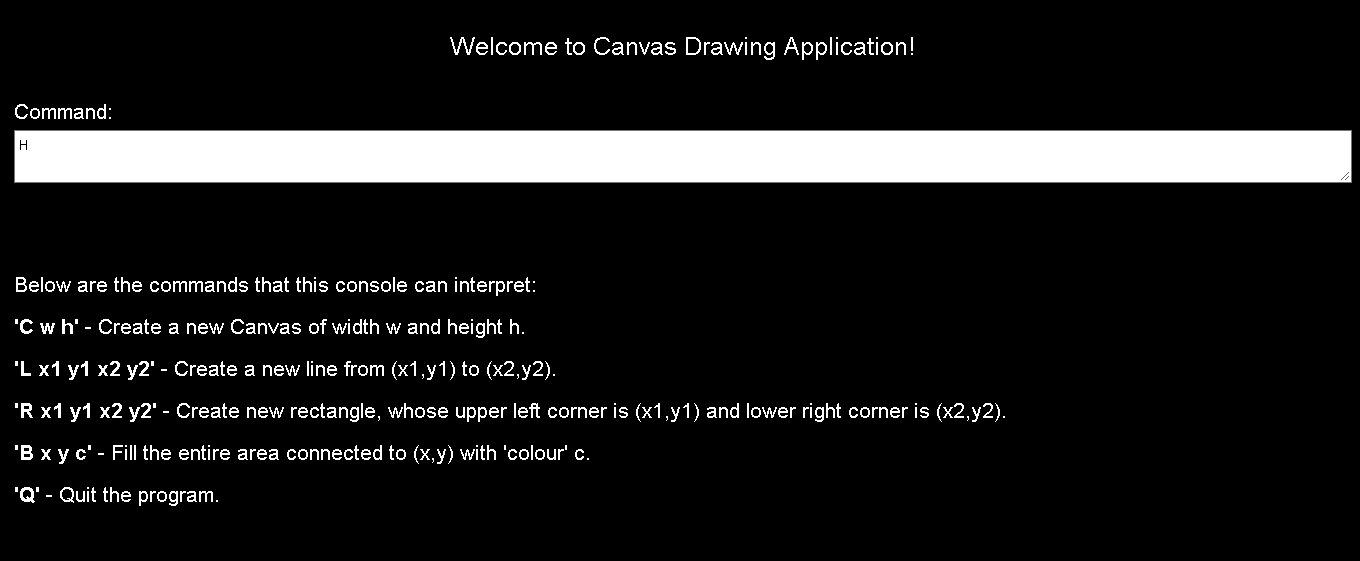 Welcome to Canvas Drawing Application!
Command:
H
Below are the commands that this console can interpret:
'C w h' - Create a new Canvas of width w and height h.
'L x1 y1 x2 y2' - Create a new line from (x1,y1) to (x2,y2).
'R x1 y1 x2 y2' - Create new rectangle, whose upper left corner is (x1,y1) and lower right corner is (x2,y2).
'B x y c' - Fill the entire area connected to (x,y) with 'colour' c.
'Q' - Quit the program.